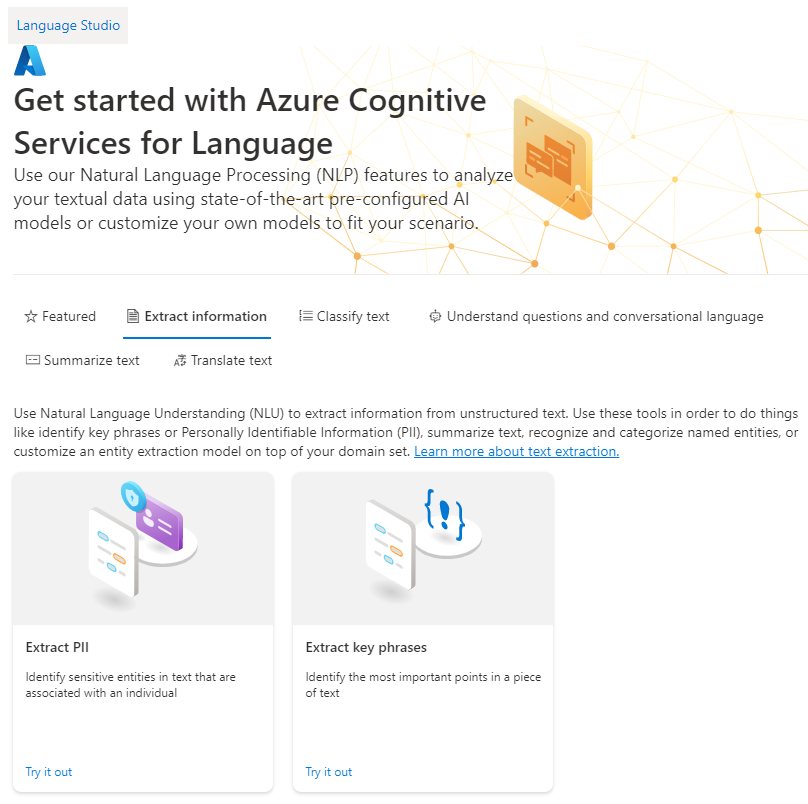 Language Studio
Get started with Azure Cognitive
Services for Language
Use our Natural Language Processing (NLP) features to analyze
your textual data using state-of-the-art pre-configured AI
models or customize your own models to fit your scenario.
Featured
Extract information
Classify text
Understand questions and conversational language
Summarize text
Translate text
Use Natural Language Understanding (NLU) to extract information from unstructured text. Use these tools in order to do things
like identify key phrases or Personally Identifiable Information (PII), summarize text, recognize and categorize named entities, or
customize an entity extraction model on top of your domain set. Learn more about text extraction.
Extract PII
Identify sensitive entities in text that are
associated with an individual
Try it out
Extract key phrases
Identify the most important points in a piece
of text
Try it out